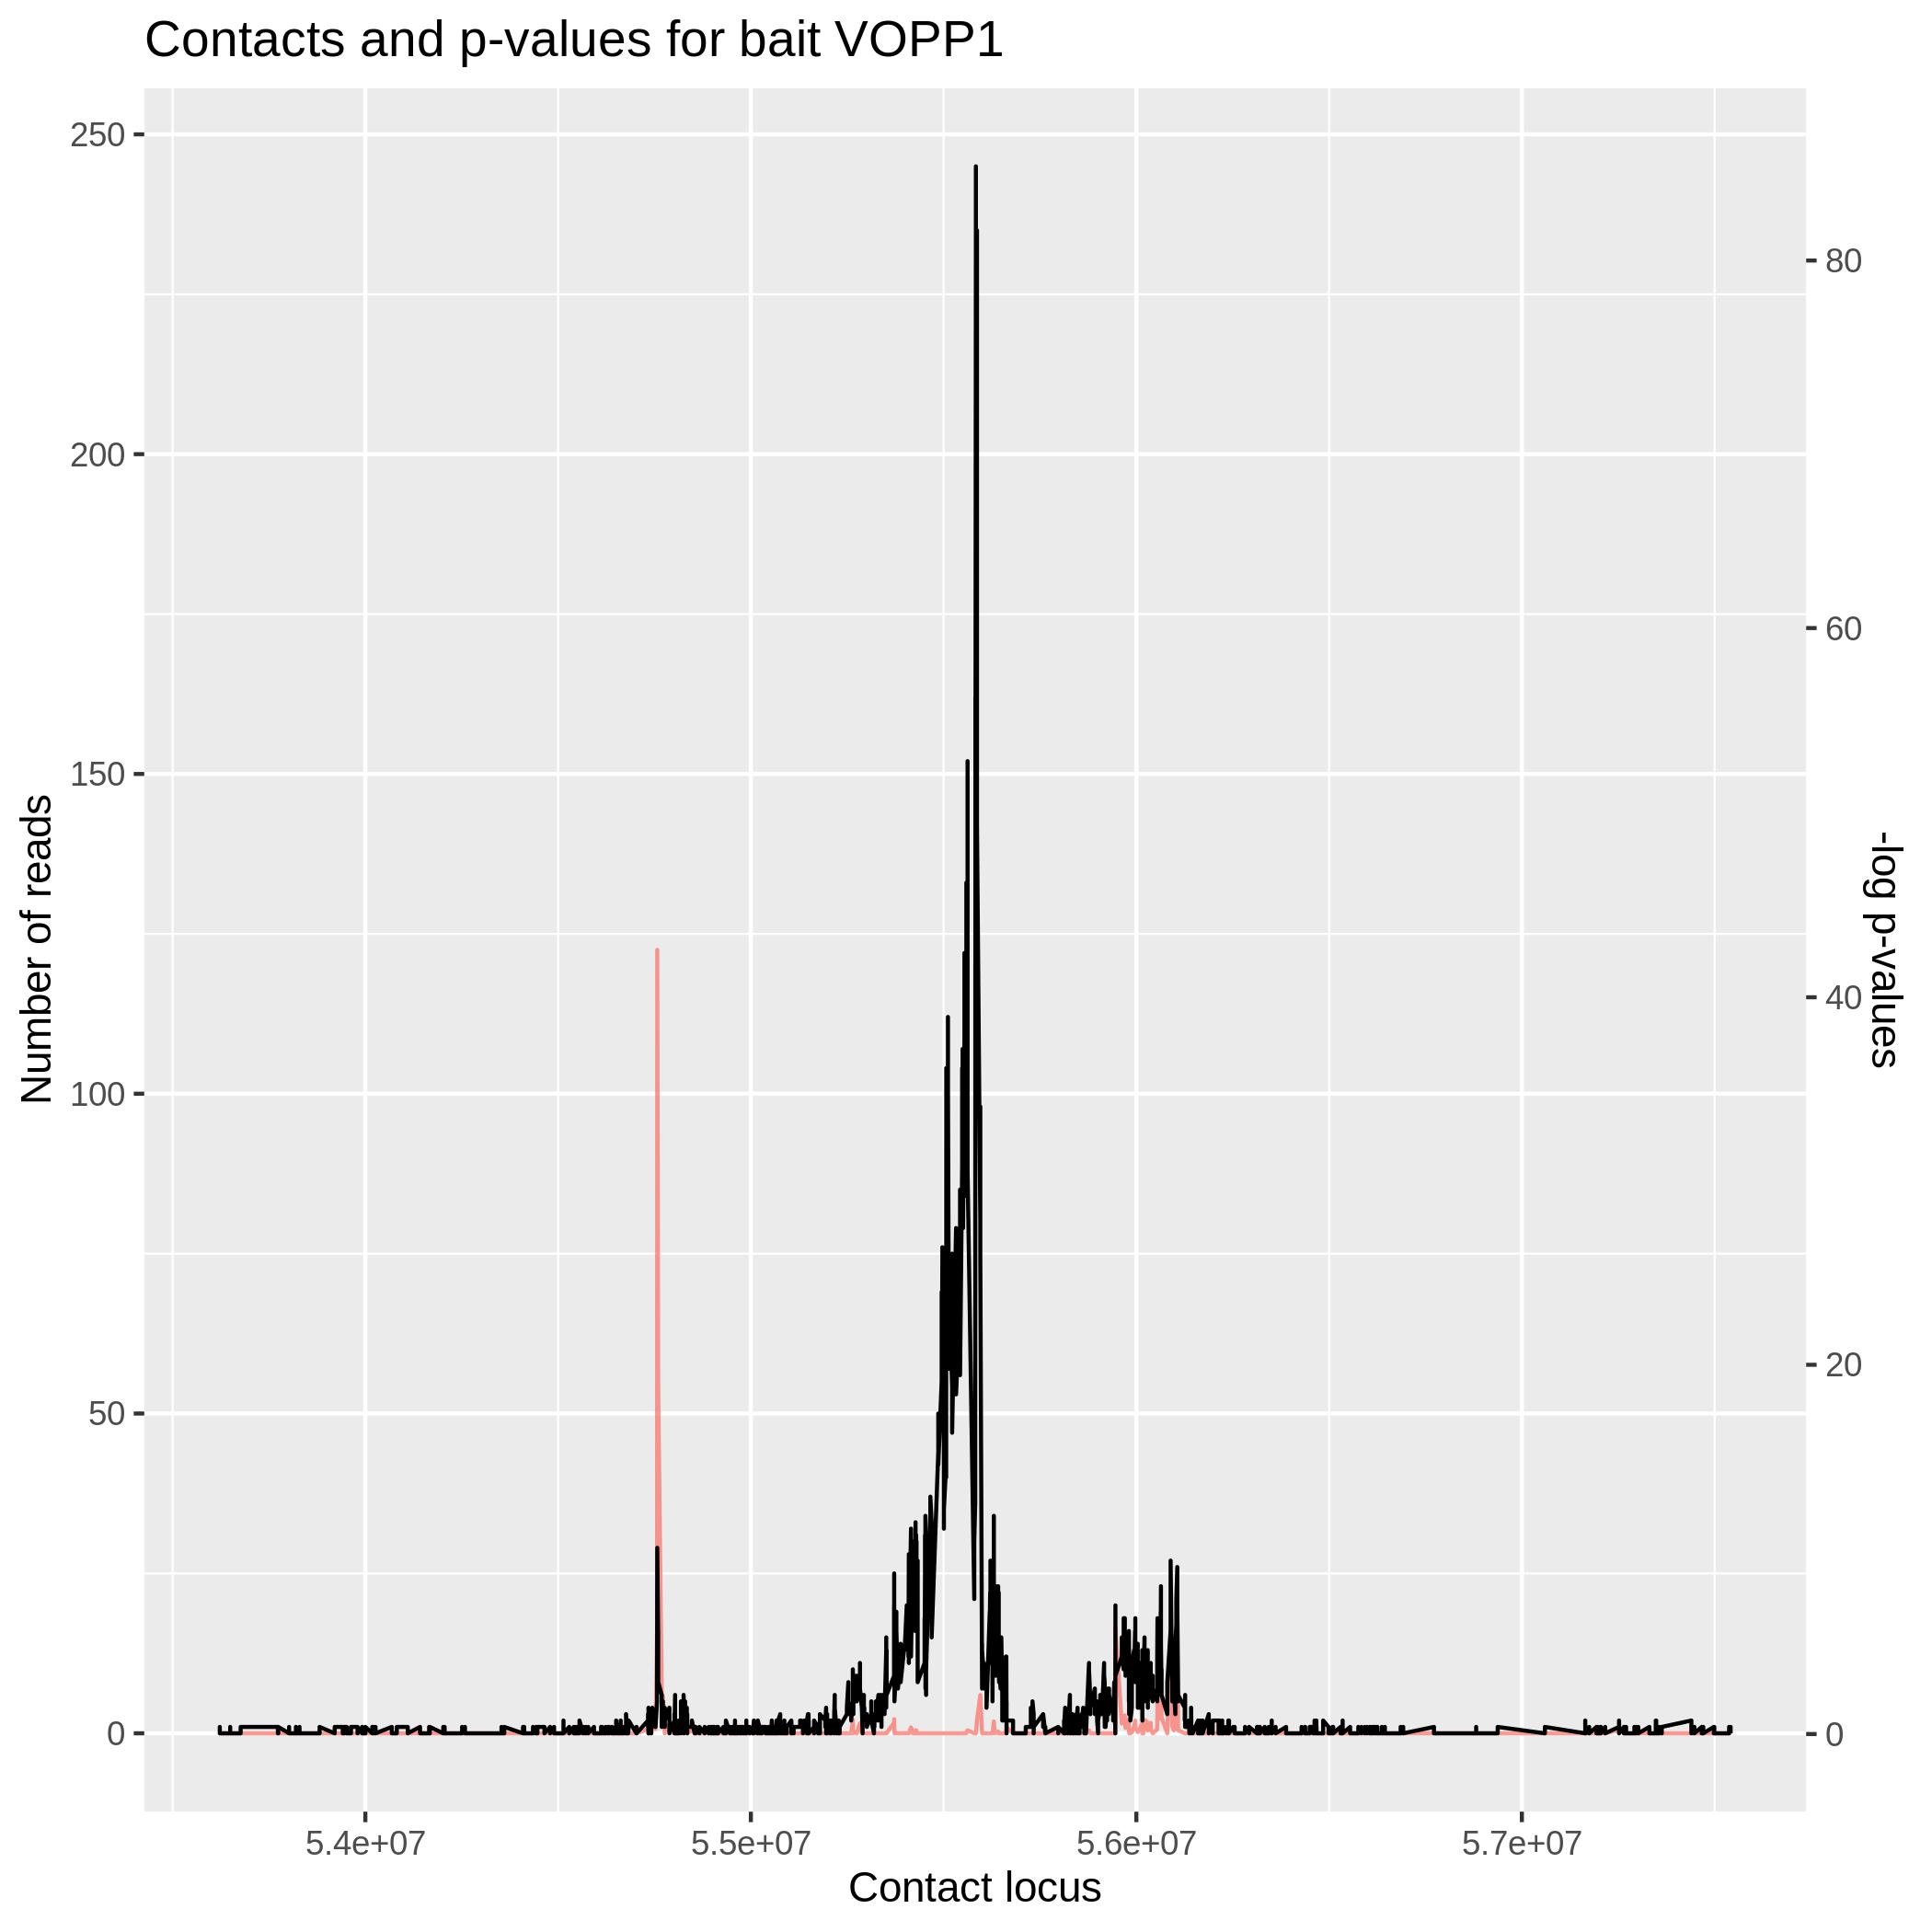 Contacts and p-values for bait VOPP1
250
200
150
100
50
0
Number of reads
80
60
40
20
0
-log p-values
5.4e+07
5.5e+07
5.6e+07
5.7e+07
Contact locus